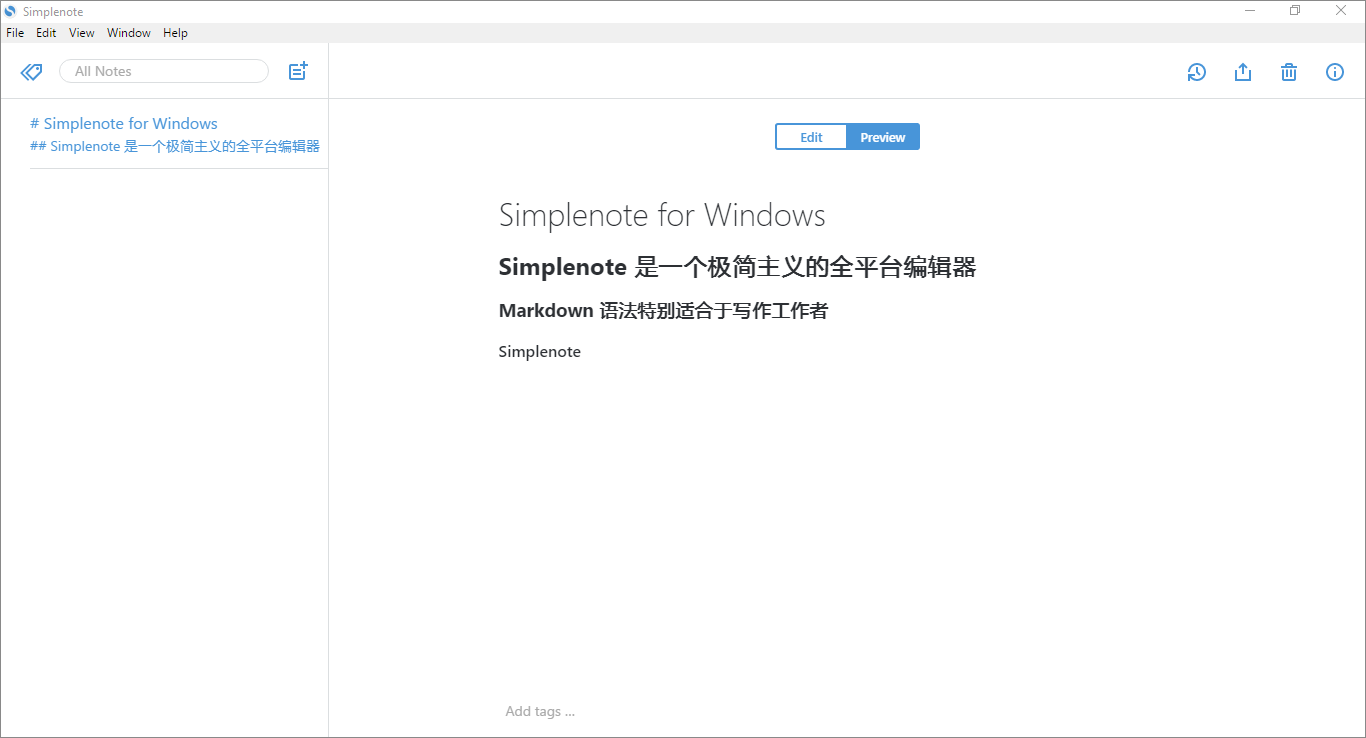 Simplenote
File Edit View Window Help
All Notes
# Simplenote for Windows
## Simplenote 是一个极简主义的全平台编辑器
Edit Preview
Simplenote for Windows
Simplenote 是一个极简主义的全平台编辑器
Markdown 语法特别适合于写作工作者
Simplenote
Add tags ...